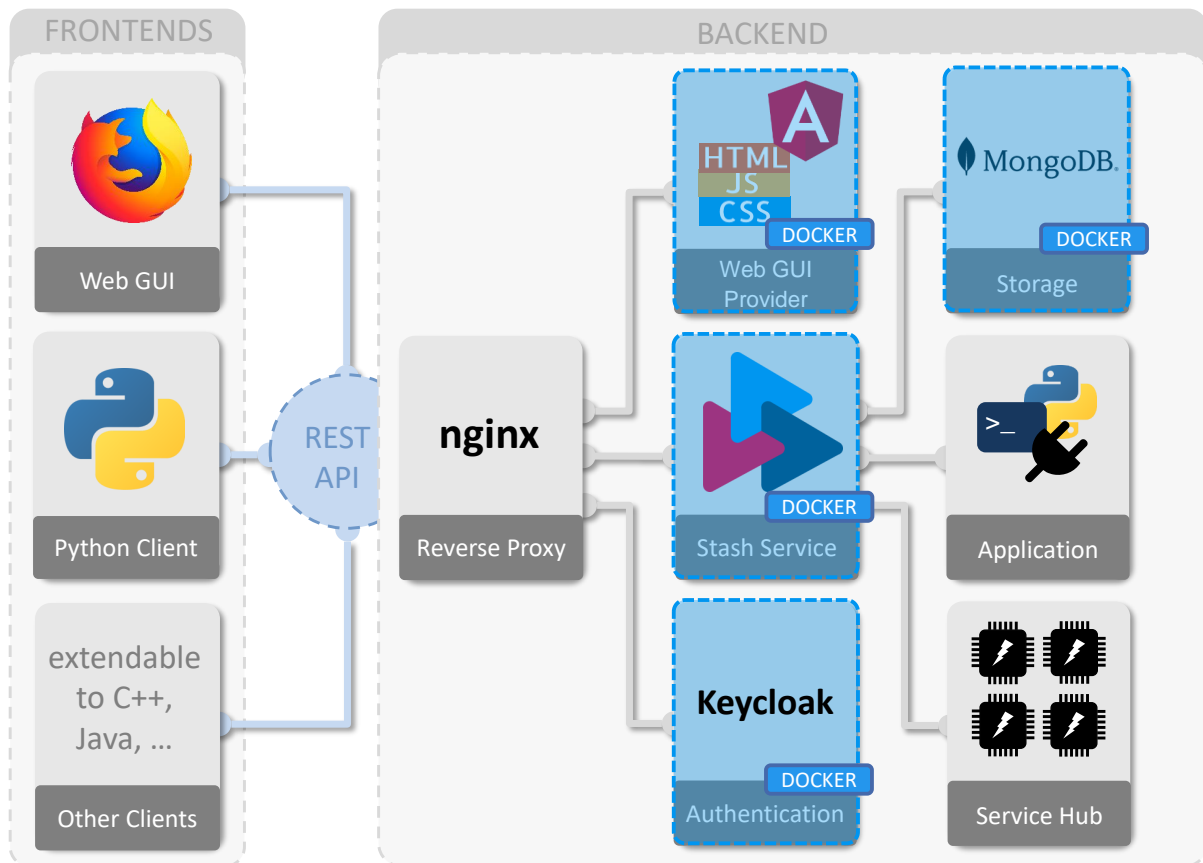 FRONTENDS
Web GUI
Python Client
extendable
to C++,
Java, ...
Other Clients
REST
API
BACKEND
nginx
Reverse Proxy
A
HTML
JS
CSS
DOCKER
Web GUI
Provider
DOCKER
Stash Service
Keycloak
DOCKER
Authentication
MongoDB®
DOCKER
Storage
>_
Application
Service Hub